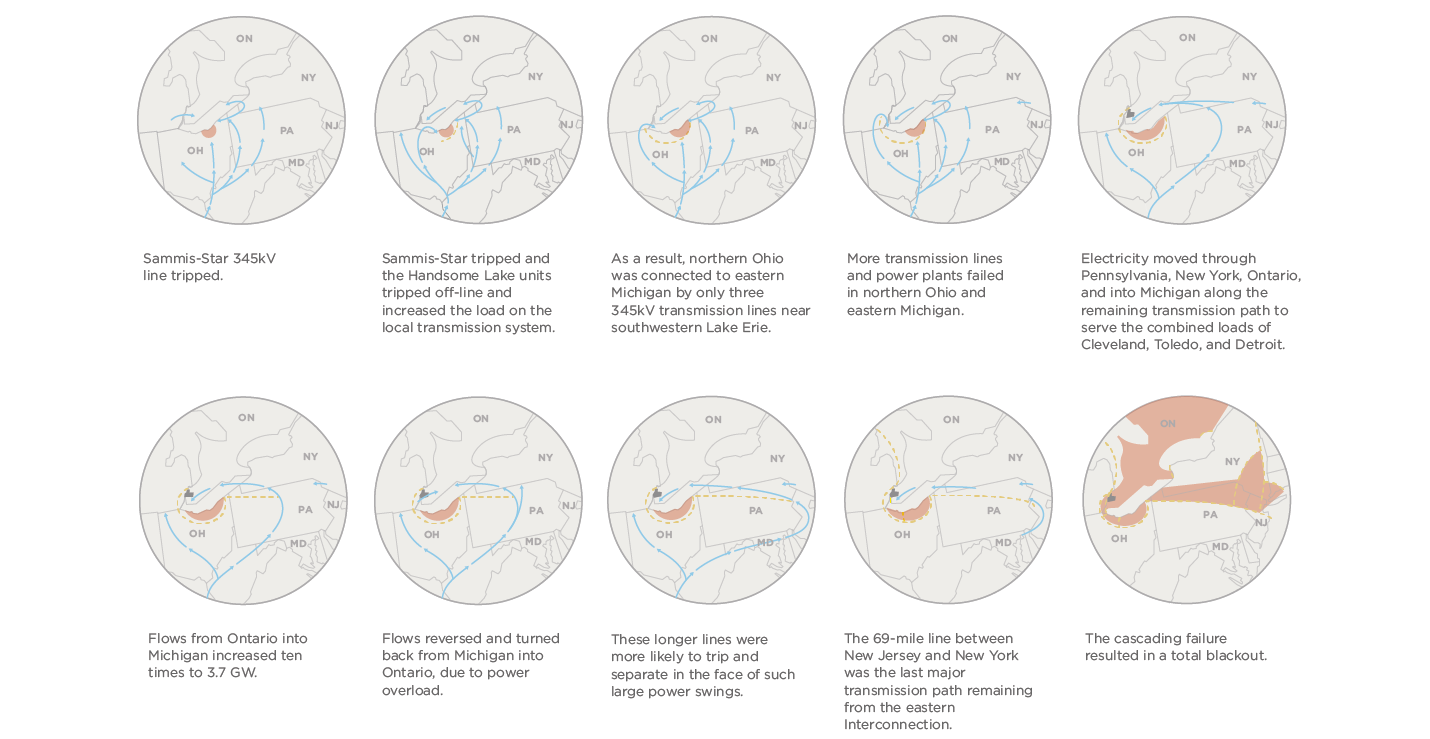 ON
NY
PA
NJ
OH
MD
ON
NY
PA
NJ
OH
MD
ON
NY
PA
NJ
OH
MD
ON
NY
PA
NJ
OH
MD
ON
NY
PA
NJ
OH
MD
Sammis-Star 345kV
line tripped.
Sammis-Star tripped and
the Handsome Lake units
tripped off-line and
increased the load on the
local transmission system.
As a result, northern Ohio
was connected to eastern
Michigan by only three
345kV transmission lines near
southwestern Lake Erie.
More transmission lines
and power plants failed
in northern Ohio and
eastern Michigan.
Electricity moved through
Pennsylvania, New York, Ontario,
and into Michigan along the
remaining transmission path to
serve the combined loads of
Cleveland, Toledo, and Detroit.
ON
NY
PA
NJ
OH
MD
ON
NY
PA
NJ
OH
MD
ON
NY
PA
OH
MD
ON
NY
PA
OH
MD
ON
NY
PA
NJ
OH
MD
Flows from Ontario into
Michigan increased ten
times to 3.7 GW.
Flows reversed and turned
back from Michigan into
Ontario, due to power
overload.
These longer lines were
more likely to trip and
separate in the face of such
large power swings.
The 69-mile line between
New Jersey and New York
was the last major
transmission path remaining
from the eastern
Interconnection.
The cascading failure
resulted in a total blackout.